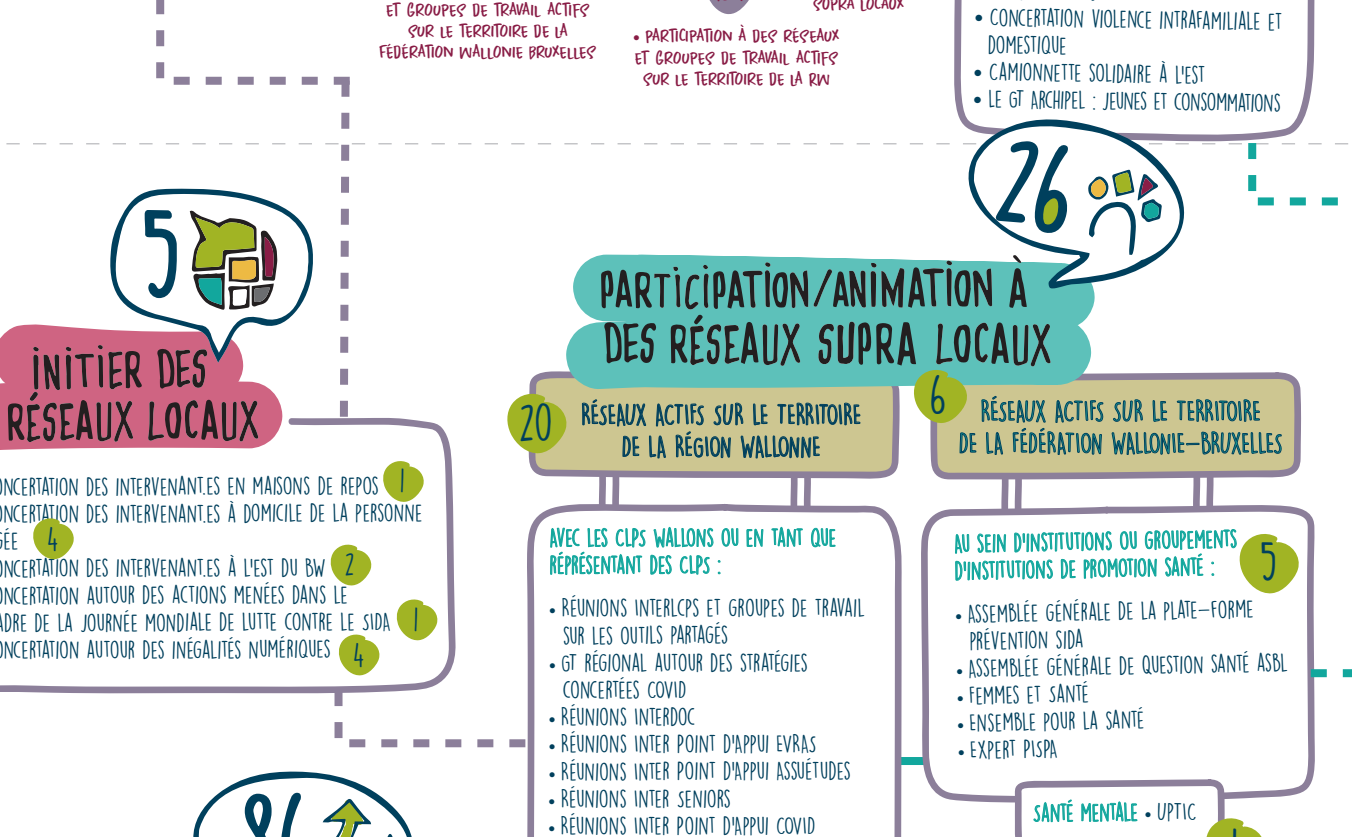 ET GROUPES DE TRAVAIL ACTIFS
SUR LE TERRITOIRE DE LA
FÉDÉRATION WALLONIE BRUXELLES
SUPRA LOCAUX
• PARTICIPATION À DES RÉSEAUX
ET GROUPES DE TRAVAIL ACTIFS
SUR LE TERRITOIRE DE LA RW
• CONCERTATION VIOLENCE INTRAFAMILIALE ET
DOMESTIQUE
• CAMIONNETTE SOLIDAIRE À L'EST
• LE GT ARCHIPEL : JEUNES ET CONSOMMATIONS
5
INITIER DES
RÉSEAUX LOCAUX
ONCERTATION DES INTERVENANT.ES EN MAISONS DE REPOS 1
ONCERTATION DES INTERVENANT.ES À DOMICILE DE LA PERSONNE
GÉE 4
ONCERTATION DES INTERVENANT.ES À L'EST DU BW 2
ONCERTATION AUTOUR DES ACTIONS MENÉES DANS LE
ADRE DE LA JOURNÉE MONDIALE DE LUTTE CONTRE LE SIDA 1
ONCERTATION AUTOUR DES INÉGALITÉS NUMÉRIQUES 4
26
PARTICIPATION/ANIMATION À
DES RÉSEAUX SUPRA LOCAUX
20
RÉSEAUX ACTIFS SUR LE TERRITOIRE
DE LA RÉGION WALLONNE
AVEC LES CLPS WALLONS OU EN TANT QUE
RÉPRÉSENTANT DES CLPS :
• RÉUNIONS INTERLCPS ET GROUPES DE TRAVAIL
SUR LES OUTILS PARTAGÉS
• GT RÉGIONAL AUTOUR DES STRATÉGIES
CONCERTÉES COVID
• RÉUNIONS INTERDOC
• RÉUNIONS INTER POINT D'APPUI EVRAS
• RÉUNIONS INTER POINT D'APPUI ASSUÉTUDES
• RÉUNIONS INTER SENIORS
• RÉUNIONS INTER POINT D'APPUI COVID
6
RÉSEAUX ACTIFS SUR LE TERRITOIRE
DE LA FÉDÉRATION WALLONIE–BRUXELLES
AU SEIN D'INSTITUTIONS OU GROUPEMENTS
D'INSTITUTIONS DE PROMOTION SANTÉ : 5
• ASSEMBLÉE GÉNÉRALE DE LA PLATE–FORME
PRÉVENTION SIDA
• ASSEMBLÉE GÉNÉRALE DE QUESTION SANTÉ ASBL
• FEMMES ET SANTÉ
• ENSEMBLE POUR LA SANTÉ
• EXPERT PISPA
SANTÉ MENTALE • UPTIC